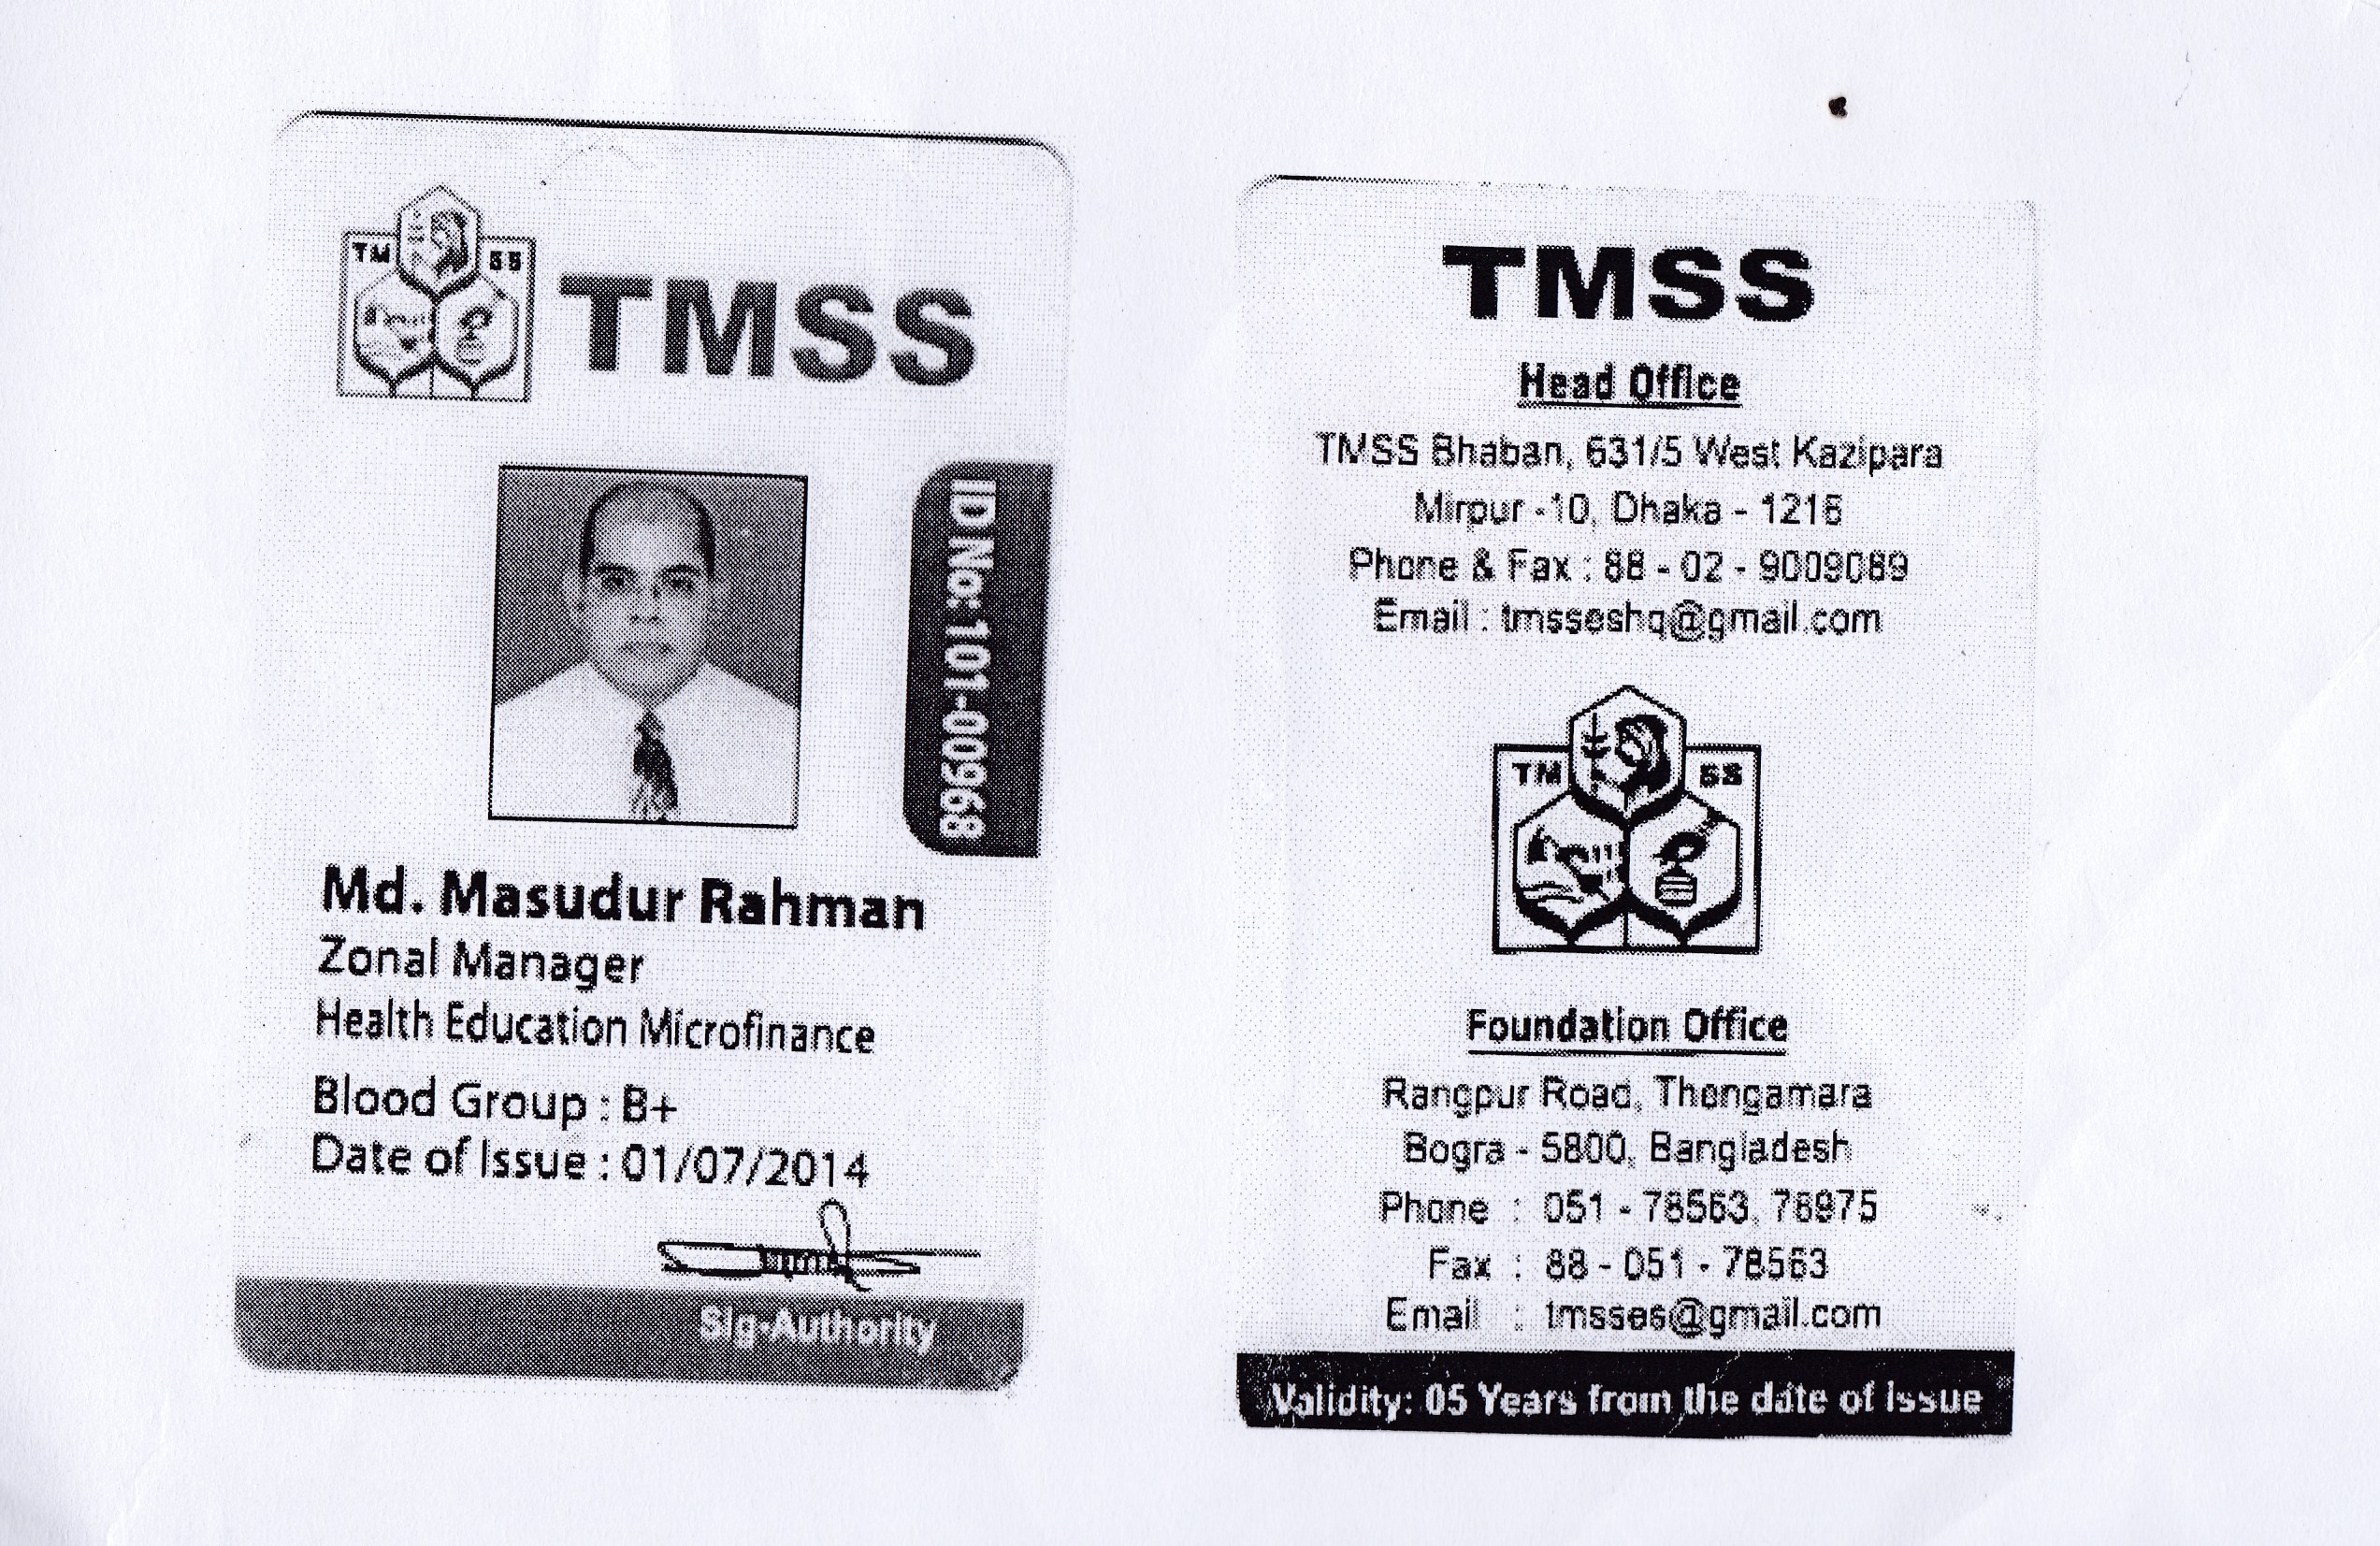 TM SS
TMSS
ID No: 101-00968
Md. Masudur Rahman
Zonal Manager
Health Education Microfinance
Blood Group : B+
Date of Issue : 01/07/2014
Sig-Authority
TMSS
Head Office
TMSS Bhaban, 631/5 West Kazipara
Mirpur -10, Dhaka - 1216
Phone & Fax : 88 - 02 - 9009089
Email : tmsseshq@gmail.com
TM SS
Foundation Office
Rangpur Road, Thengamara
Bogra - 5800, Bangladesh
Phone : 051 - 78563, 78975
Fax : 88 - 051 - 78563
Email : tmsses@gmail.com
Validity: 05 Years from the date of Issue